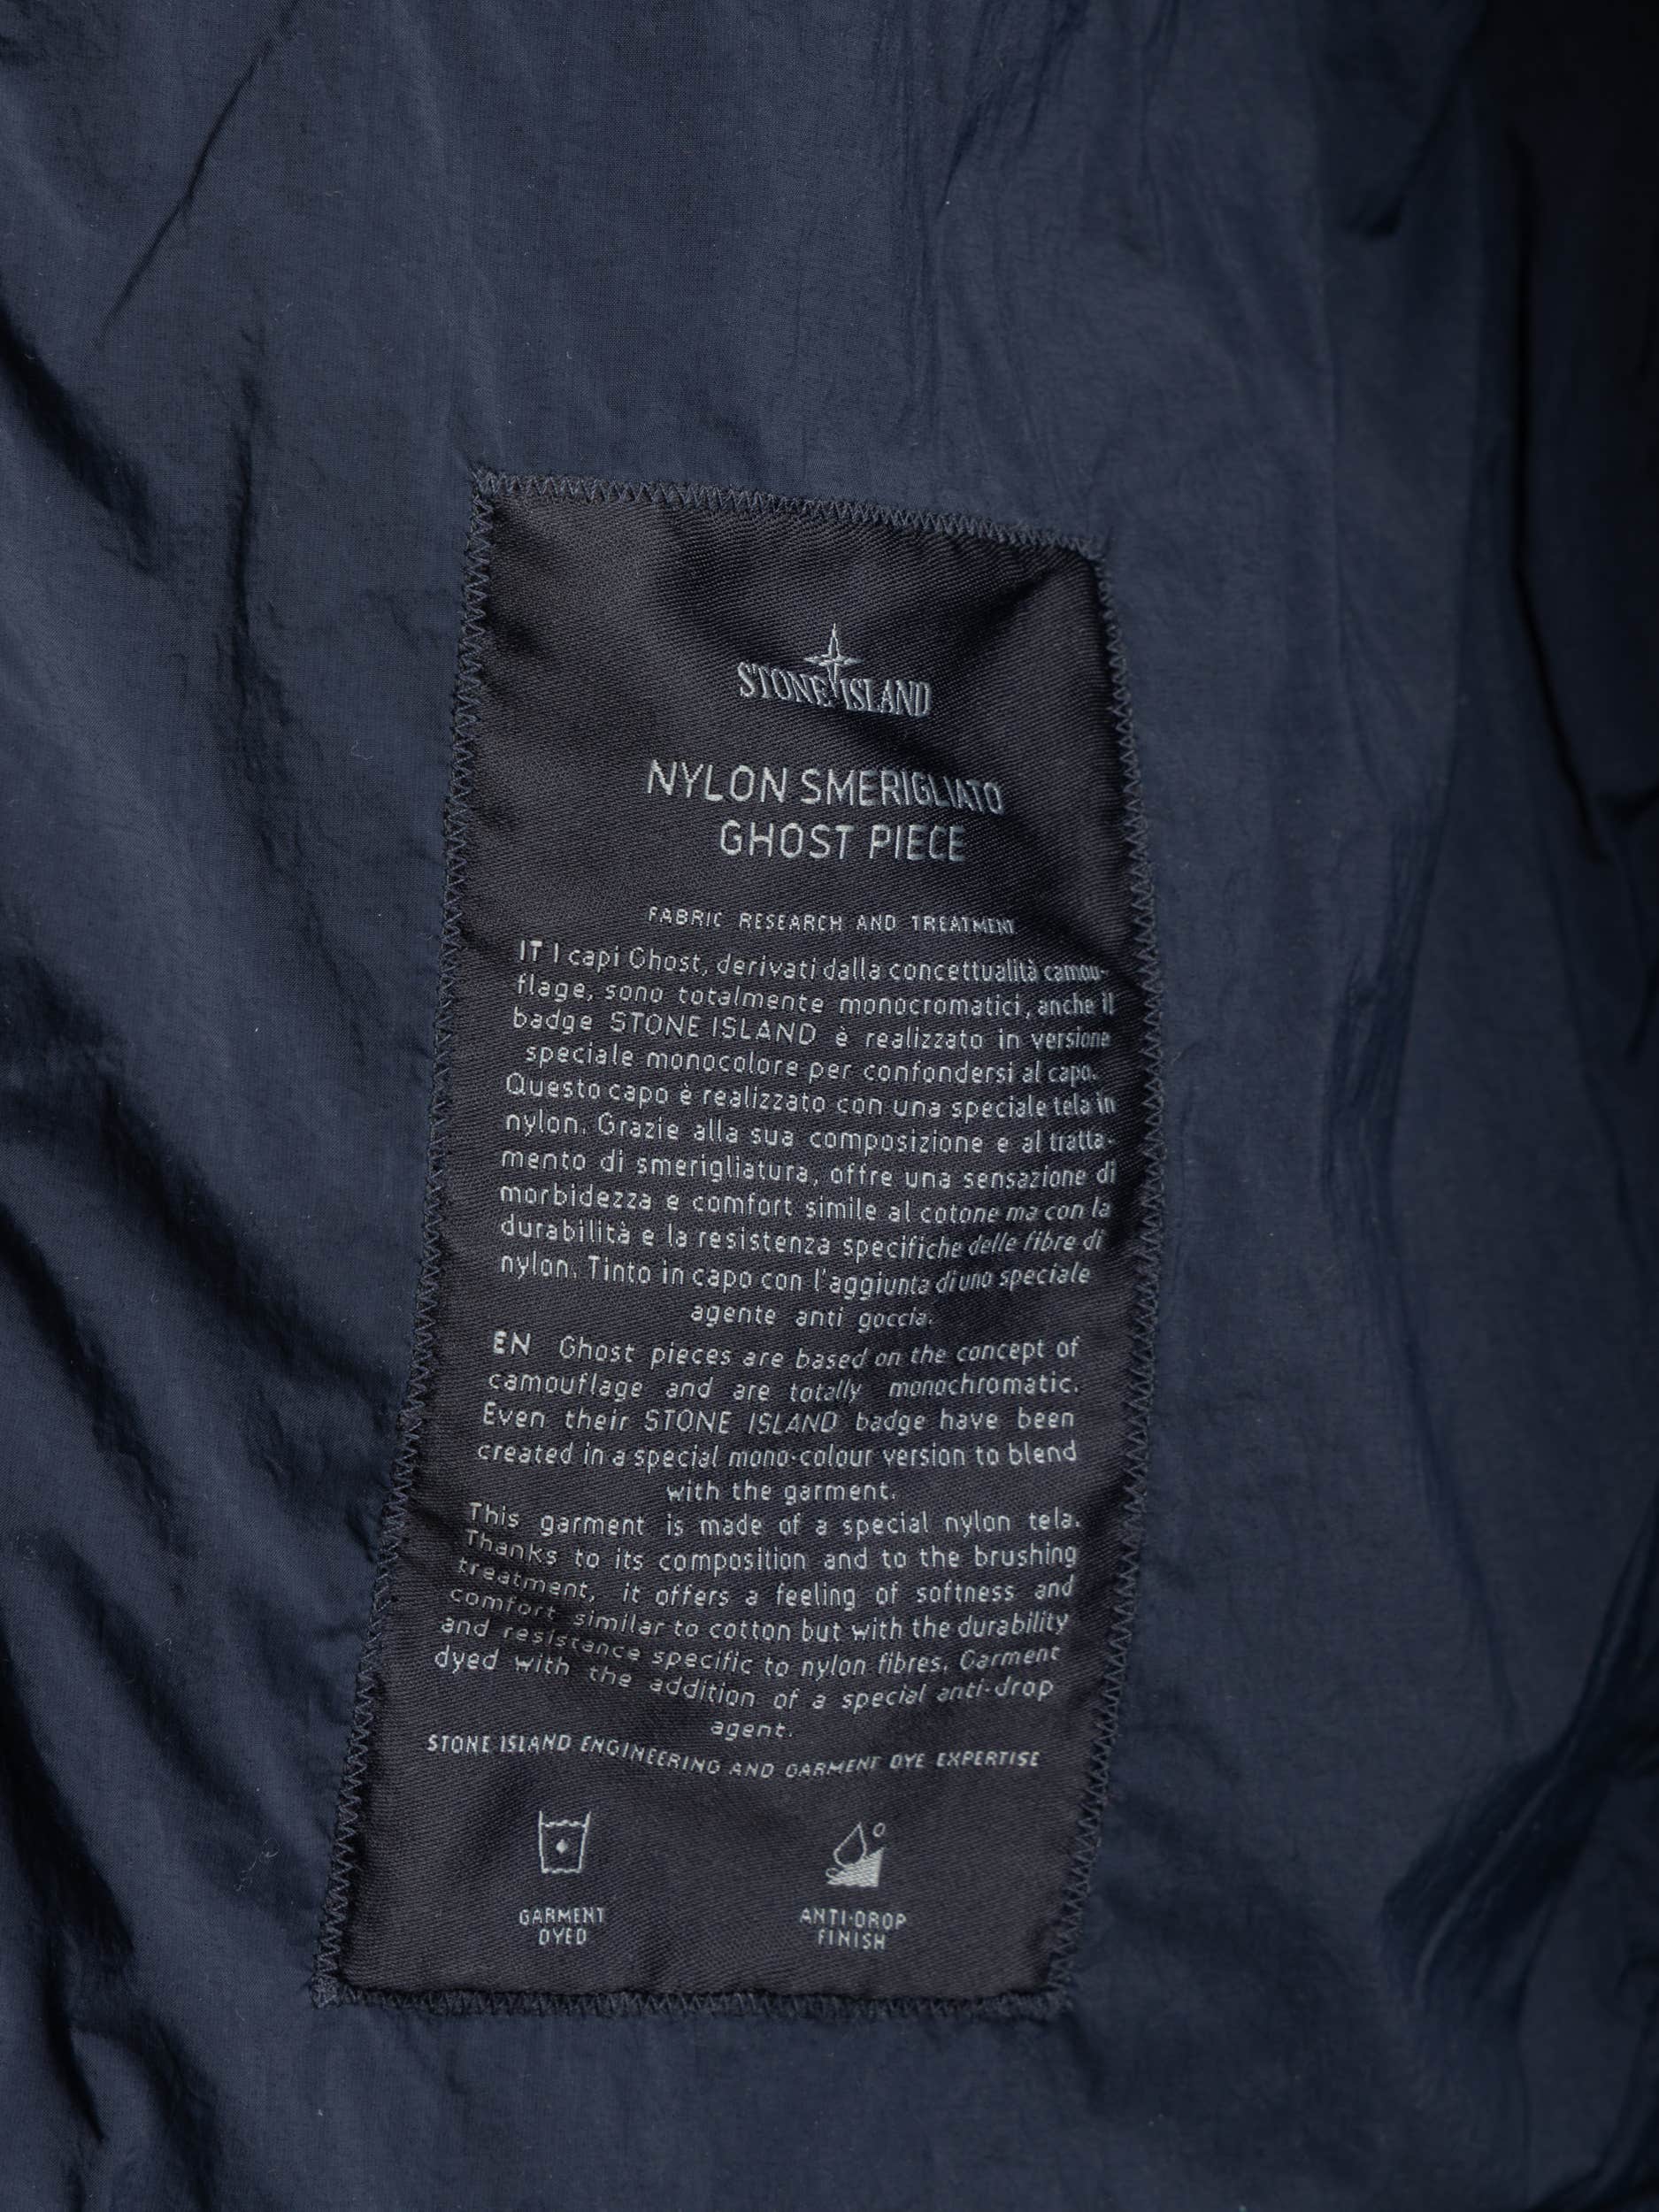 STONE ISLAND
NYLON SMERIGLIATO
GHOST PIECE
FABRIC RESEARCH AND TREATMENT
IT I capi Ghost, derivati dalla concettualità camou-
flage, sono totalmente monocromatici, anche il
badge STONE ISLAND è realizzato in versione
speciale monocolore per confondersi al capo.
Questo capo è realizzato con una speciale tela in
nylon. Grazie alla sua composizione e al tratta-
mento di smerigliatura, offre una sensazione di
morbidezza e comfort simile al cotone ma con la
durabilità e la resistenza specifiche delle fibre di
nylon. Tinto in capo con l'aggiunta di uno speciale
agente anti goccia.
EN Ghost pieces are based on the concept of
camouflage and are totally monochromatic.
Even their STONE ISLAND badge have been
created in a special mono-colour version to blend
with the garment.
This garment is made of a special nylon tela.
Thanks to its composition and to the brushing
treatment, it offers a feeling of softness and
comfort similar to cotton but with the durability
and resistance specific to nylon fibres. Garment
dyed with the addition of a special anti-drop
agent.
STONE ISLAND ENGINEERING AND GARMENT DYE EXPERTISE
GARMENT
DYED
ANTI-DROP
FINISH